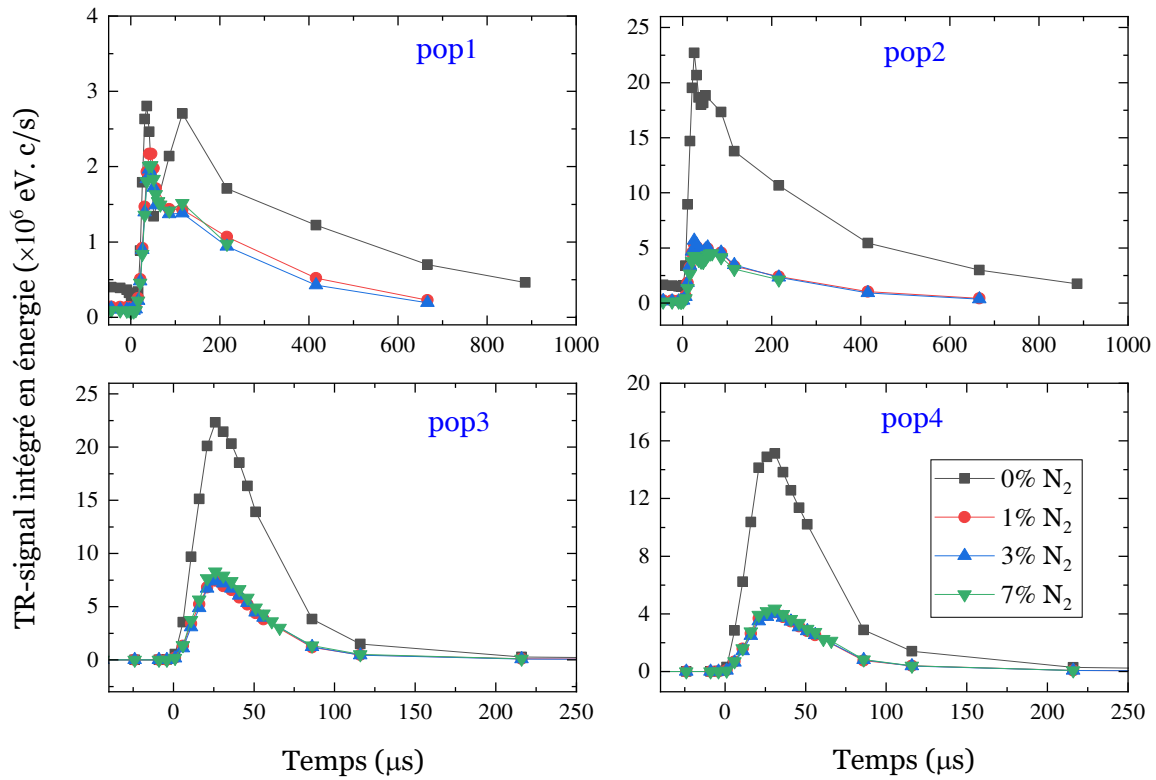 TR-signal intégré en énergie (×10⁶ eV. c/s)
pop1
4
3
2
1
0
0 200 400 600 800 1000
pop2
25
20
15
10
5
0
0 200 400 600 800 1000
pop3
25
20
15
10
5
0
0 50 100 150 200 250
Temps (µs)
pop4
20
16
12
8
4
0
0% N₂
1% N₂
3% N₂
7% N₂
0 50 100 150 200 250
Temps (µs)